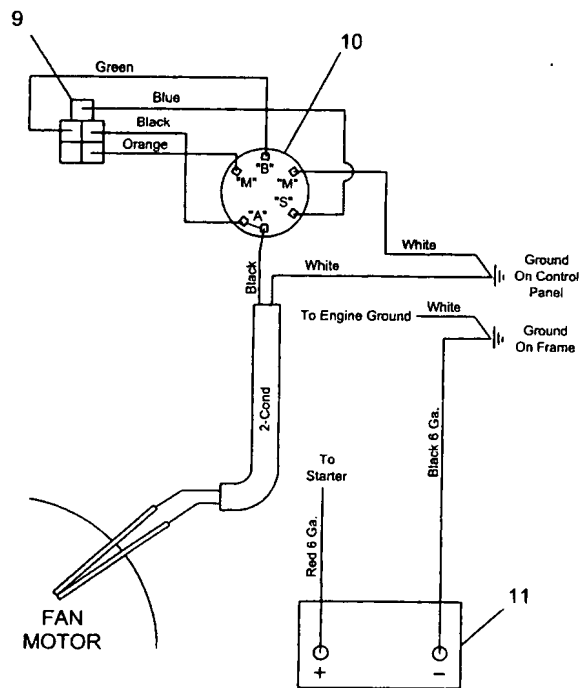 9
10
Green
Blue
Black
Orange
"B"
"M"
"M"
"S"
"A"
White
Ground
On Control
Panel
Black
White
White
To Engine Ground
Ground
On Frame
2-Cond
Black 6 Ga.
To
Starter
Red 6 Ga.
FAN
MOTOR
11
+
−